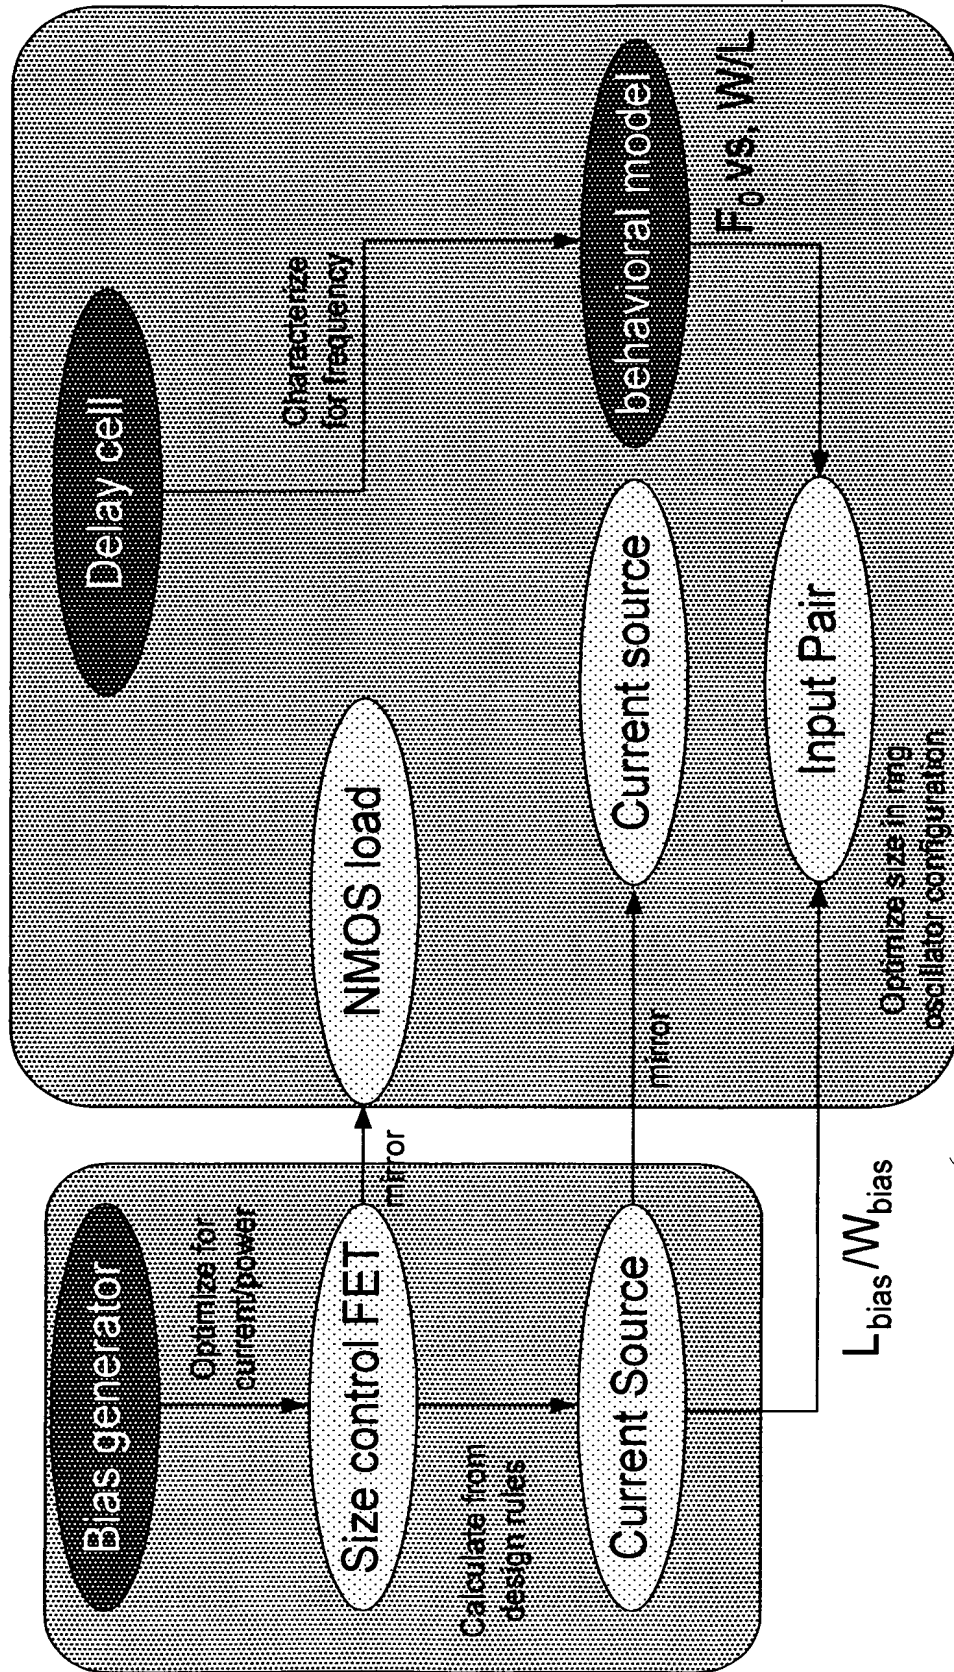 Bias generator
Optimize for
current/power
Size control FET
mirror
Calculate from
design rules
Current Source
L_bias/W_bias
Delay cell
Characterize
for frequency
NMOS load
behavioral model
F_0 vs, W/L
Current source
mirror
Input Pair
Optimize size in ring
oscillator configuration